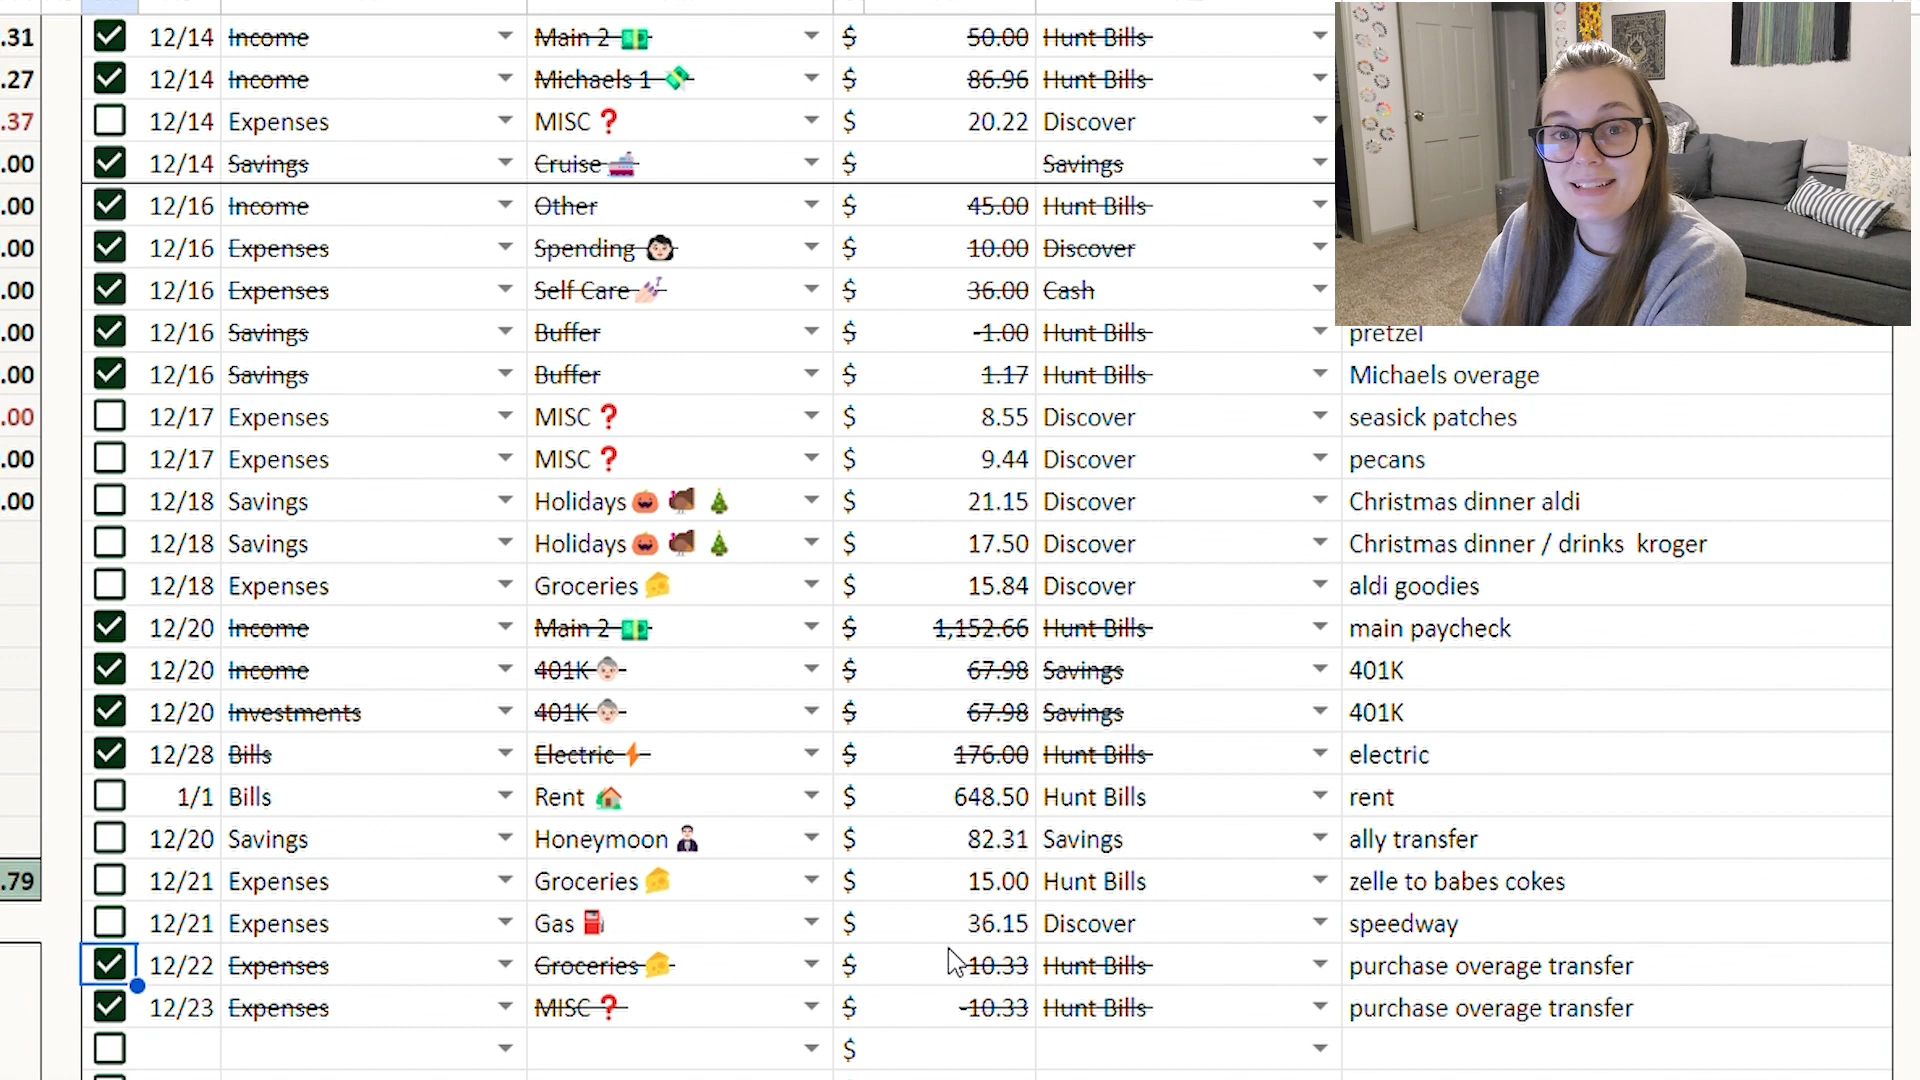 .31 12/14 Income Main 2 $ 50.00 Hunt Bills
.27 12/14 Income Michaels 1 $ 86.96 Hunt Bills
.37 12/14 Expenses MISC ❓ $ 20.22 Discover
.00 12/14 Savings Cruise $ Savings
.00 12/16 Income Other $ 45.00 Hunt Bills
.00 12/16 Expenses Spending $ 10.00 Discover
.00 12/16 Expenses Self Care $ 36.00 Cash
.00 12/16 Savings Buffer $ -1.00 Hunt Bills pretzel
.00 12/16 Savings Buffer $ 1.17 Hunt Bills Michaels overage
.00 12/17 Expenses MISC ❓ $ 8.55 Discover seasick patches
.00 12/17 Expenses MISC ❓ $ 9.44 Discover pecans
.00 12/18 Savings Holidays $ 21.15 Discover Christmas dinner aldi
12/18 Savings Holidays $ 17.50 Discover Christmas dinner / drinks kroger
12/18 Expenses Groceries $ 15.84 Discover aldi goodies
12/20 Income Main 2 $ 1,152.66 Hunt Bills main paycheck
12/20 Income 401K $ 67.98 Savings 401K
12/20 Investments 401K $ 67.98 Savings 401K
12/28 Bills Electric $ 176.00 Hunt Bills electric
1/1 Bills Rent $ 648.50 Hunt Bills rent
12/20 Savings Honeymoon $ 82.31 Savings ally transfer
.79 12/21 Expenses Groceries $ 15.00 Hunt Bills zelle to babes cokes
12/21 Expenses Gas $ 36.15 Discover speedway
12/22 Expenses Groceries $ 10.33 Hunt Bills purchase overage transfer
12/23 Expenses MISC ❓ $ -10.33 Hunt Bills purchase overage transfer
$